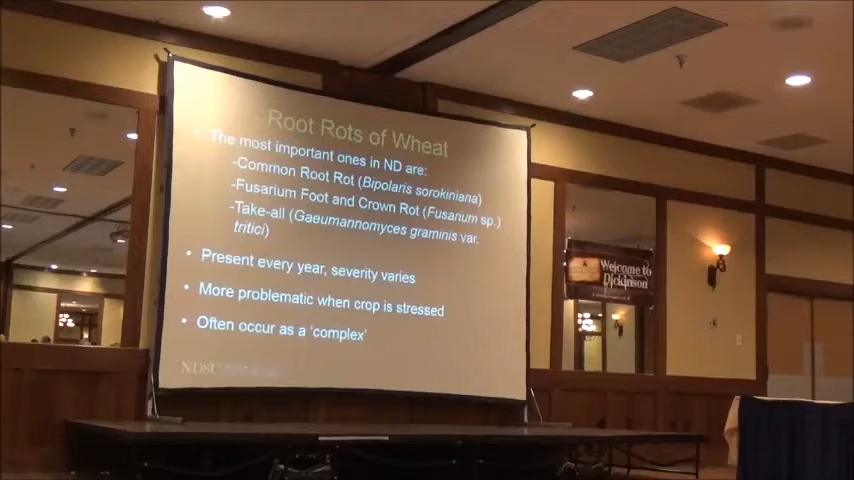 Root Rots of Wheat
• The most important ones in ND are:
-Common Root Rot (Bipolaris sorokiniana)
-Fusarium Foot and Crown Rot (Fusarium sp.)
-Take-all (Gaeumannomyces graminis var.
tritici)
• Present every year, severity varies
• More problematic when crop is stressed
• Often occur as a 'complex'
NDSU
Welcome to
Dickinson